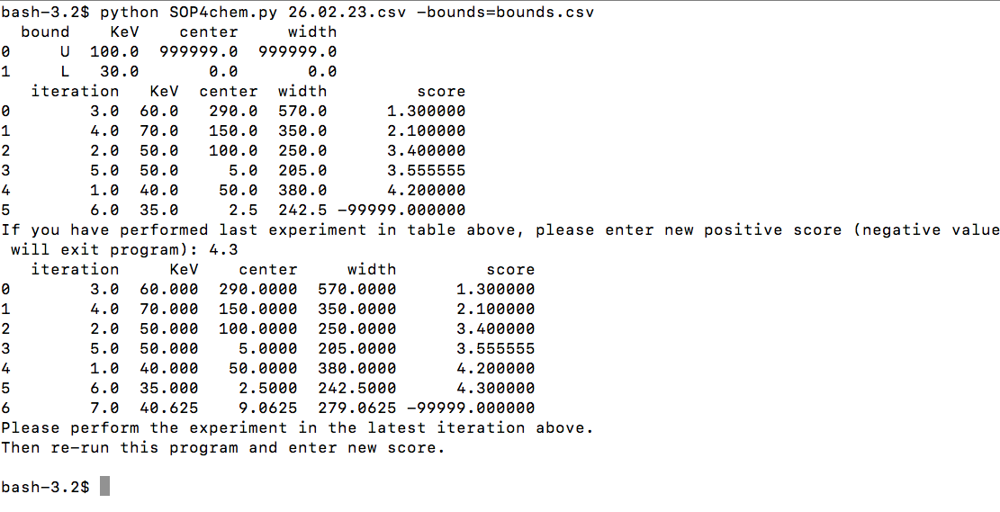 bash-3.2$ python SOP4chem.py 26.02.23.csv -bounds=bounds.csv
  bound    KeV    center     width
0     U  100.0  999999.0  999999.0
1     L   30.0       0.0       0.0
   iteration   KeV  center  width         score
0        3.0  60.0   290.0  570.0      1.300000
1        4.0  70.0   150.0  350.0      2.100000
2        2.0  50.0   100.0  250.0      3.400000
3        5.0  50.0     5.0  205.0      3.555555
4        1.0  40.0    50.0  380.0      4.200000
5        6.0  35.0     2.5  242.5 -99999.000000
If you have performed last experiment in table above, please enter new positive score (negative value
 will exit program): 4.3
   iteration     KeV    center     width         score
0        3.0  60.000  290.0000  570.0000      1.300000
1        4.0  70.000  150.0000  350.0000      2.100000
2        2.0  50.000  100.0000  250.0000      3.400000
3        5.0  50.000    5.0000  205.0000      3.555555
4        1.0  40.000   50.0000  380.0000      4.200000
5        6.0  35.000    2.5000  242.5000      4.300000
6        7.0  40.625    9.0625  279.0625 -99999.000000
Please perform the experiment in the latest iteration above.
Then re-run this program and enter new score.
bash-3.2$